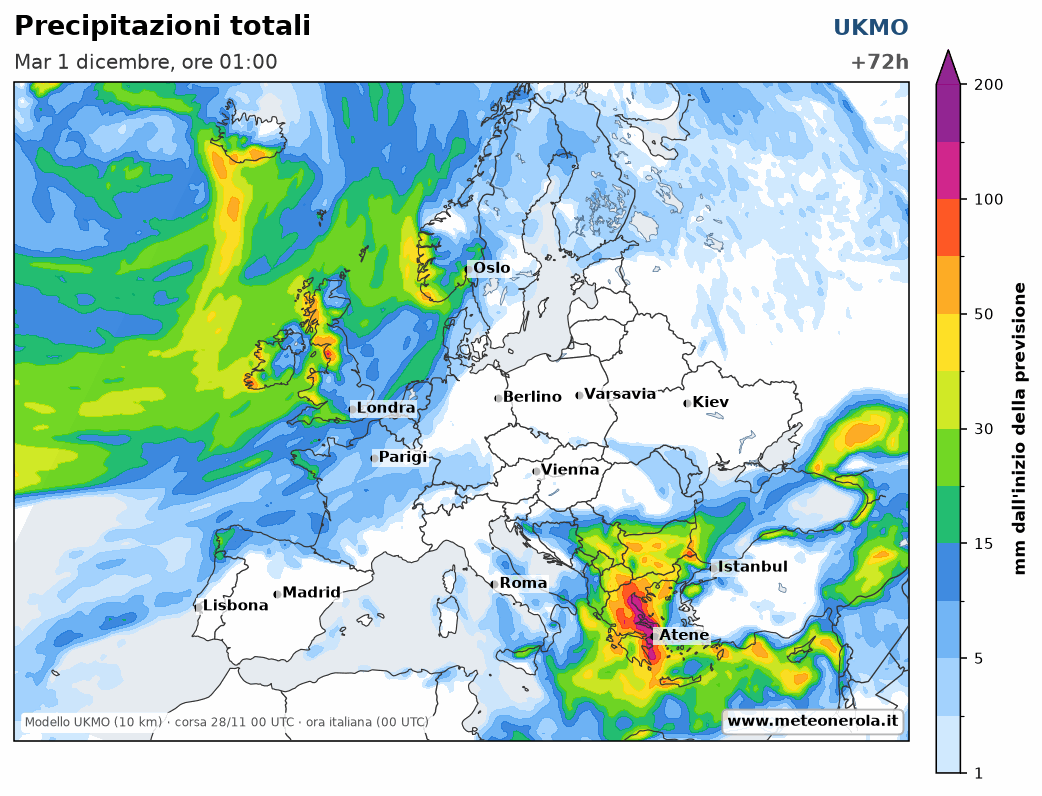 Precipitazioni totali
UKMO
Mar 1 dicembre, ore 01:00
+72h
200
100
50
30
15
5
1
mm dall'inizio della previsione
Oslo
Berlino
Varsavia
Kiev
Londra
Parigi
Vienna
Istanbul
Roma
Madrid
Lisbona
Atene
Modello UKMO (10 km) · corsa 28/11 00 UTC · ora italiana (00 UTC)
www.meteonerola.it